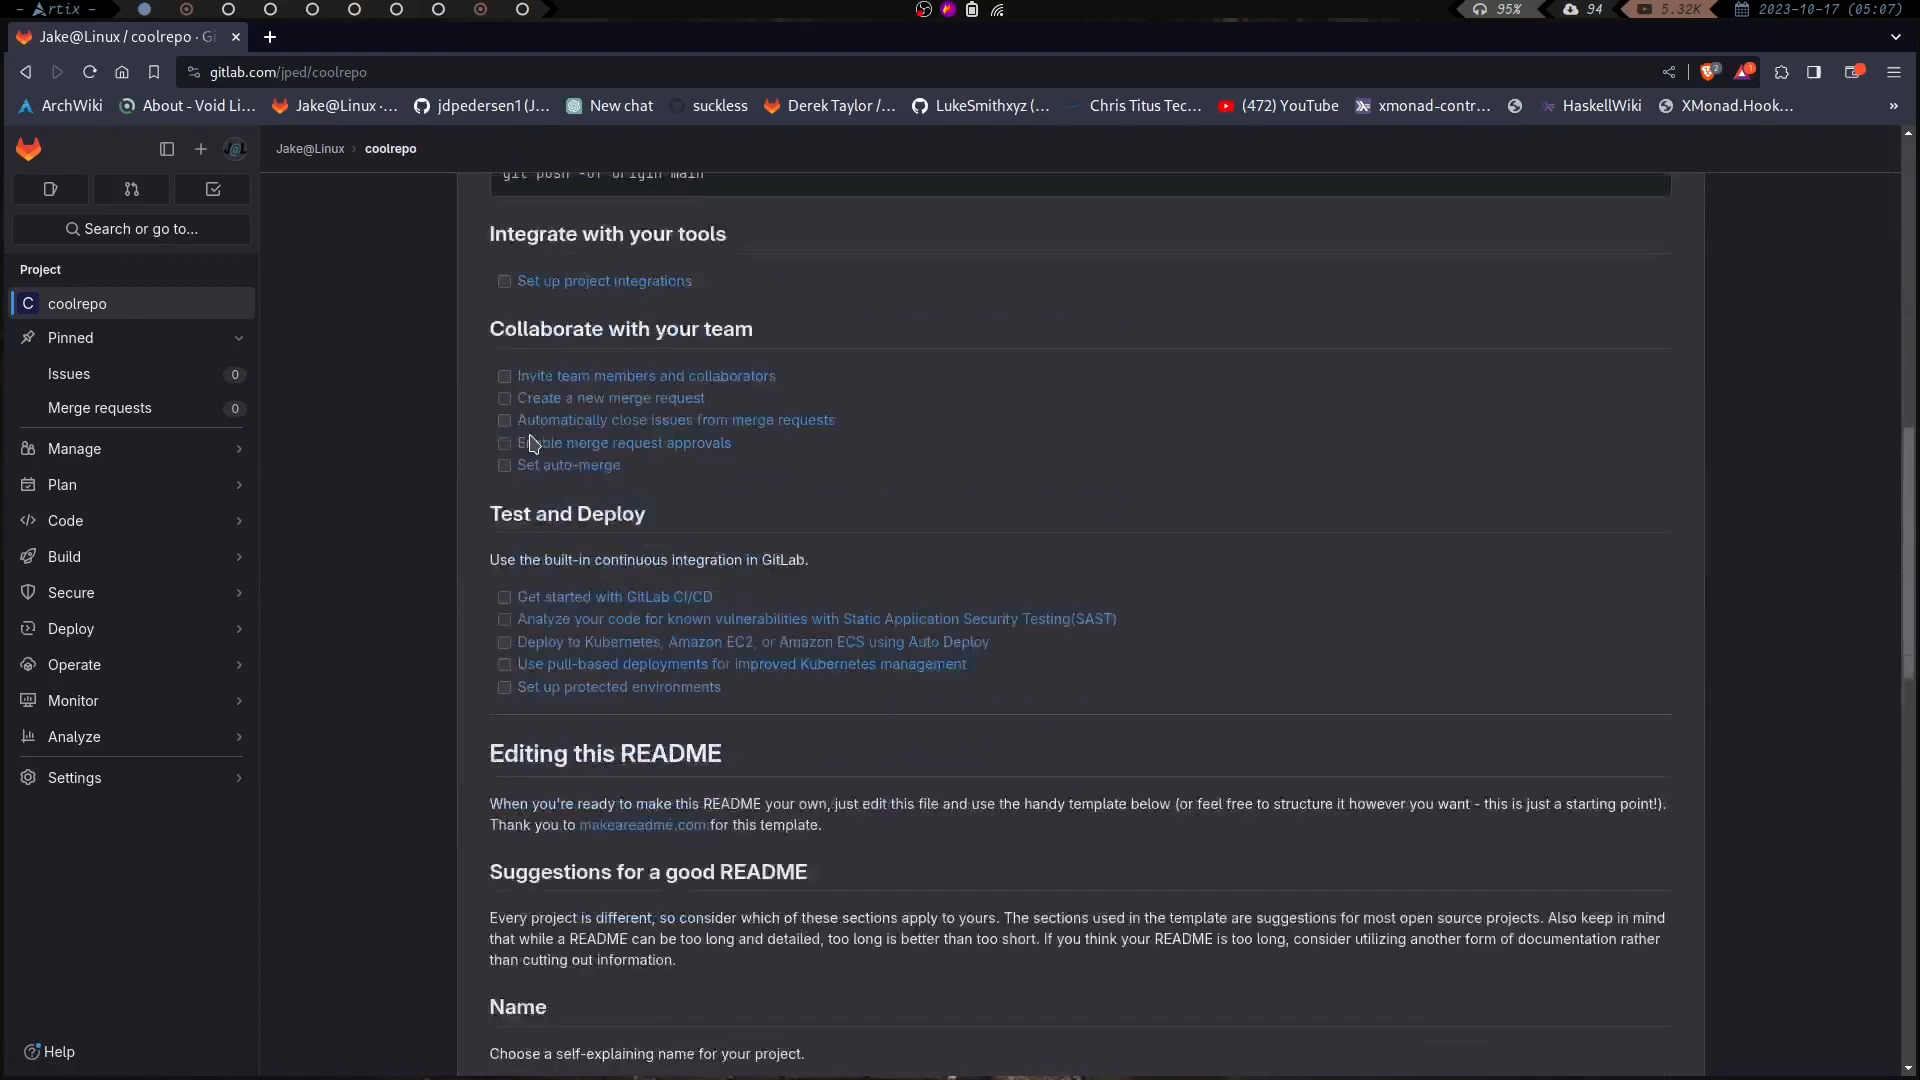 - Artix -
95%
94
5.32K
2023-10-17 (05:07)
Jake@Linux / coolrepo · Gi
gitlab.com/jped/coolrepo
2
1
ArchWiki
About - Void Li...
Jake@Linux ·...
jdpedersen1 (J...
New chat
suckless
Derek Taylor /...
LukeSmithxyz (...
Chris Titus Tec...
(472) YouTube
xmonad-contr...
HaskellWiki
XMonad.Hook...
»
Jake@Linux › coolrepo
Search or go to...
Project
C coolrepo
Pinned
Issues 0
Merge requests 0
Manage
Plan
Code
Build
Secure
Deploy
Operate
Monitor
Analyze
Settings
Help
git push -uf origin main
Integrate with your tools
Set up project integrations
Collaborate with your team
Invite team members and collaborators
Create a new merge request
Automatically close issues from merge requests
Enable merge request approvals
Set auto-merge
Test and Deploy
Use the built-in continuous integration in GitLab.
Get started with GitLab CI/CD
Analyze your code for known vulnerabilities with Static Application Security Testing(SAST)
Deploy to Kubernetes, Amazon EC2, or Amazon ECS using Auto Deploy
Use pull-based deployments for improved Kubernetes management
Set up protected environments
Editing this README
When you're ready to make this README your own, just edit this file and use the handy template below (or feel free to structure it however you want - this is just a starting point!).
Thank you to makeareadme.com for this template.
Suggestions for a good README
Every project is different, so consider which of these sections apply to yours. The sections used in the template are suggestions for most open source projects. Also keep in mind
that while a README can be too long and detailed, too long is better than too short. If you think your README is too long, consider utilizing another form of documentation rather
than cutting out information.
Name
Choose a self-explaining name for your project.